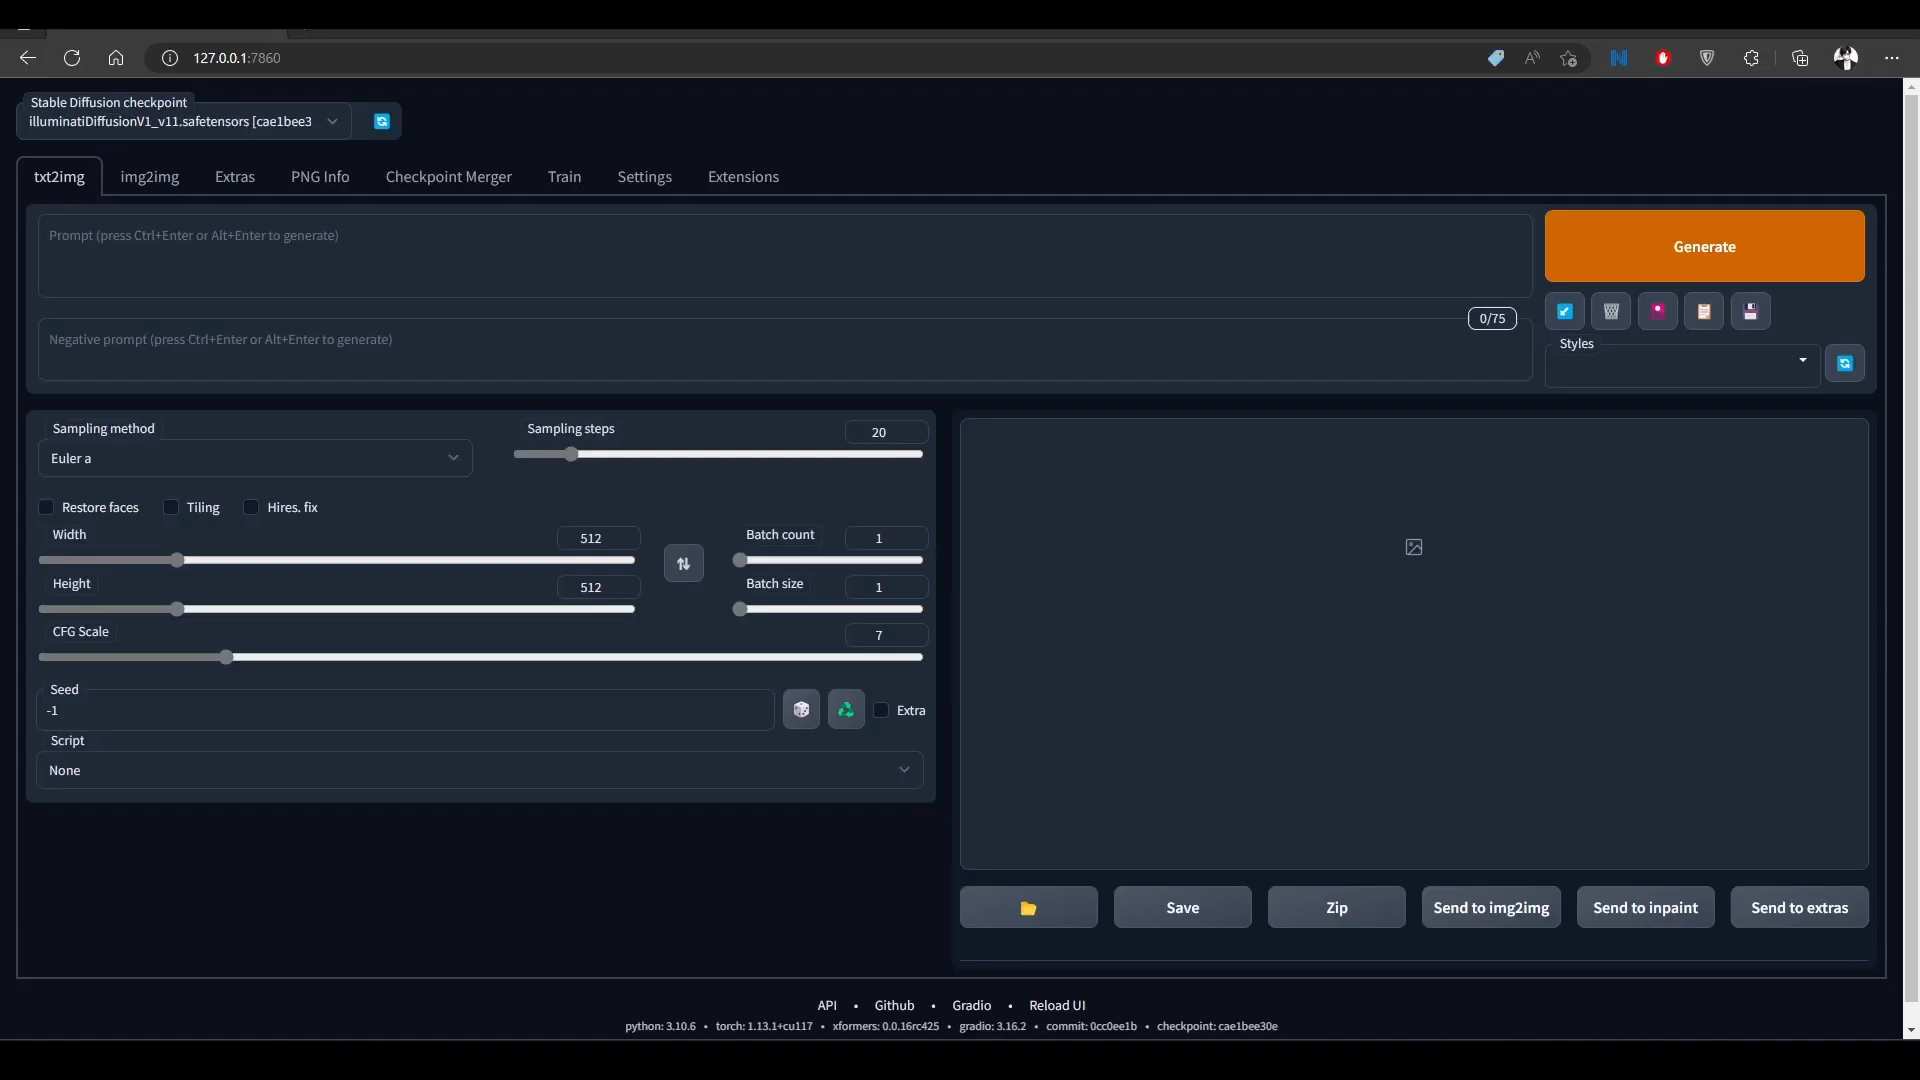 127.0.0.1:7860
Stable Diffusion checkpoint
illuminatiDiffusionV1_v11.safetensors [cae1bee3
txt2img img2img Extras PNG Info Checkpoint Merger Train Settings Extensions
Prompt (press Ctrl+Enter or Alt+Enter to generate)
Generate
0/75
Negative prompt (press Ctrl+Enter or Alt+Enter to generate)
Styles
Sampling method
Euler a
Sampling steps
20
Restore faces Tiling Hires. fix
Width
512
Batch count
1
Height
512
Batch size
1
CFG Scale
7
Seed
-1
Extra
Script
None
Save Zip Send to img2img Send to inpaint Send to extras
API • Github • Gradio • Reload UI
python: 3.10.6 • torch: 1.13.1+cu117 • xformers: 0.0.16rc425 • gradio: 3.16.2 • commit: 0cc0ee1b • checkpoint: cae1bee30e